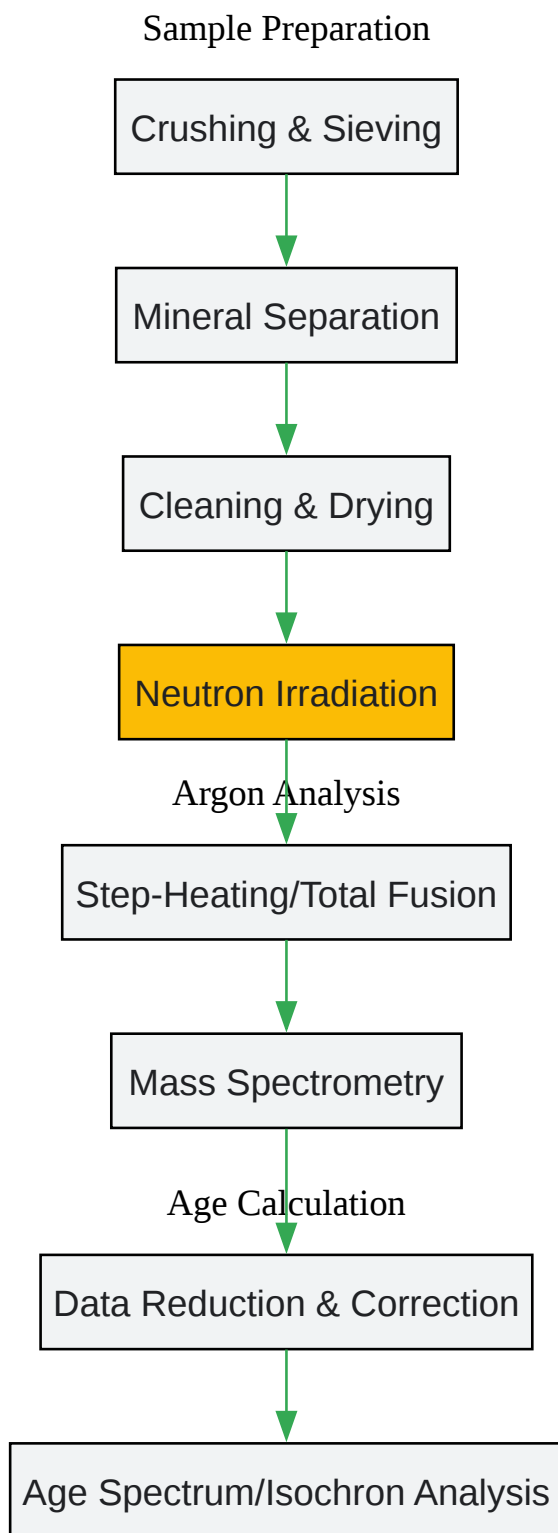 Sample Preparation
Crushing & Sieving
Mineral Separation
Cleaning & Drying
Neutron Irradiation
Argon Analysis
Step-Heating/Total Fusion
Mass Spectrometry
Age Calculation
Data Reduction & Correction
Age Spectrum/Isochron Analysis